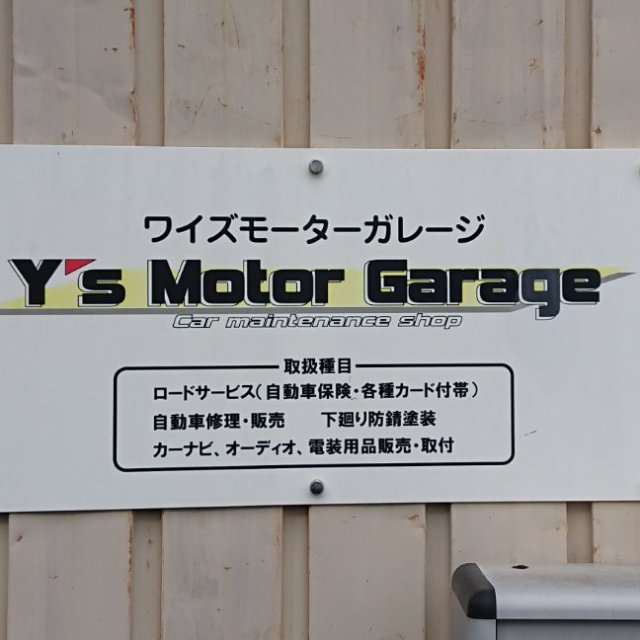 ワイズモーターガレージ
Y's Motor Garage
Car maintenance shop
取扱種目
ロードサービス(自動車保険・各種カード付帯)
自動車修理・販売 下廻り防錆塗装
カーナビ、オーディオ、電装用品販売・取付